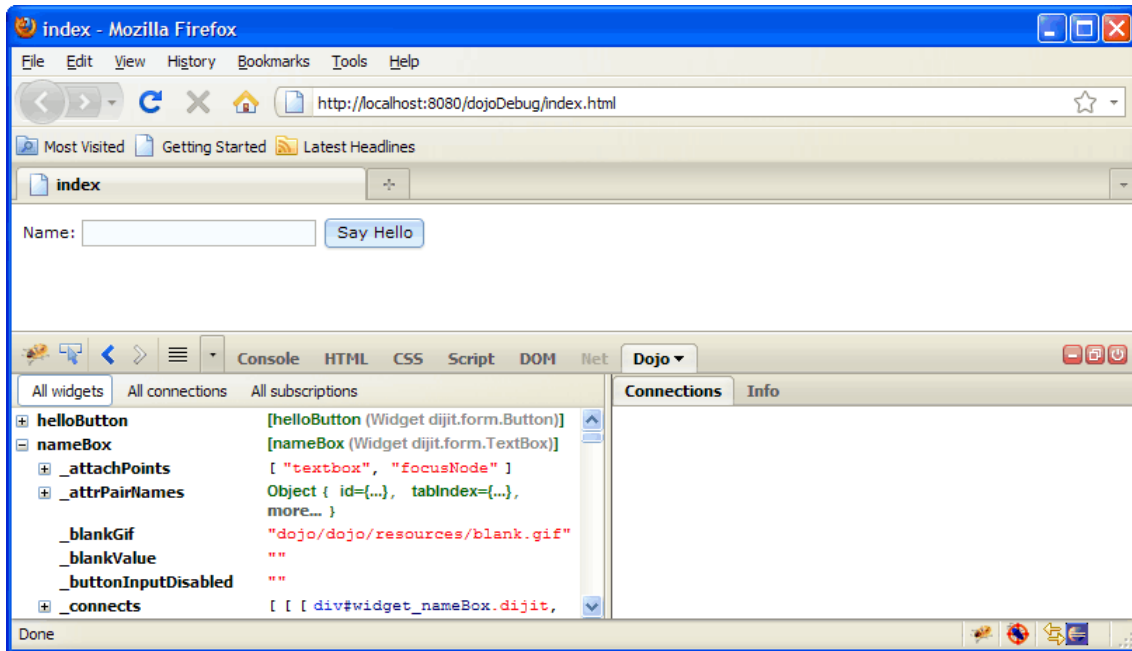 index - Mozilla Firefox
File Edit View History Bookmarks Tools Help
http://localhost:8080/dojoDebug/index.html
Most Visited Getting Started Latest Headlines
index
Name: Say Hello
Console HTML CSS Script DOM Net Dojo
All widgets All connections All subscriptions Connections Info
helloButton [helloButton (Widget dijit.form.Button)]
nameBox [nameBox (Widget dijit.form.TextBox)]
_attachPoints [ "textbox", "focusNode" ]
_attrPairNames Object { id={...}, tabIndex={...},
more... }
_blankGif "dojo/dojo/resources/blank.gif"
_blankValue ""
_buttonInputDisabled ""
_connects [ [ [ div#widget_nameBox.dijit,
Done